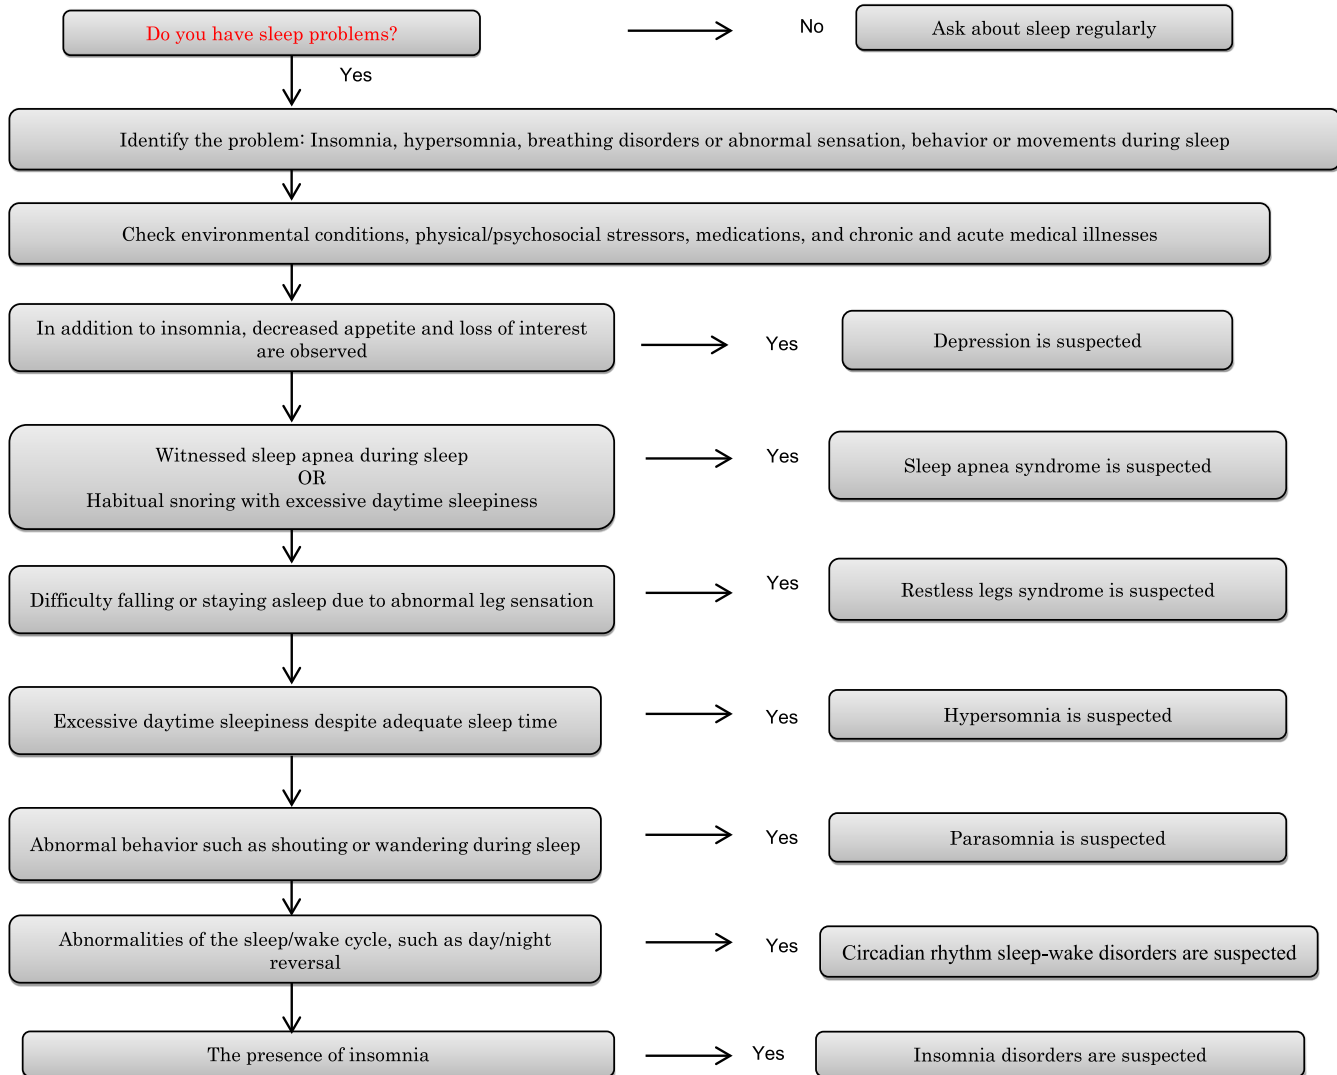 Do you have sleep problems?
No
Ask about sleep regularly
Yes
Identify the problem: Insomnia, hypersomnia, breathing disorders or abnormal sensation, behavior or movements during sleep
Check environmental conditions, physical/psychosocial stressors, medications, and chronic and acute medical illnesses
In addition to insomnia, decreased appetite and loss of interest
are observed
Yes
Depression is suspected
Witnessed sleep apnea during sleep
OR
Habitual snoring with excessive daytime sleepiness
Yes
Sleep apnea syndrome is suspected
Difficulty falling or staying asleep due to abnormal leg sensation
Yes
Restless legs syndrome is suspected
Excessive daytime sleepiness despite adequate sleep time
Yes
Hypersomnia is suspected
Abnormal behavior such as shouting or wandering during sleep
Yes
Parasomnia is suspected
Abnormalities of the sleep/wake cycle, such as day/night
reversal
Yes
Circadian rhythm sleep-wake disorders are suspected
The presence of insomnia
Yes
Insomnia disorders are suspected